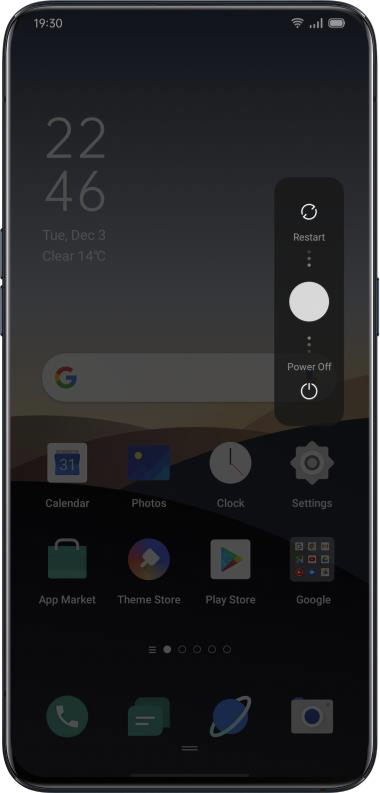 19:30
22
46
Tue, Dec 3
Clear 14℃
Restart
Power Off
G
31
Calendar
Photos
Clock
Settings
App Market
Theme Store
Play Store
Google